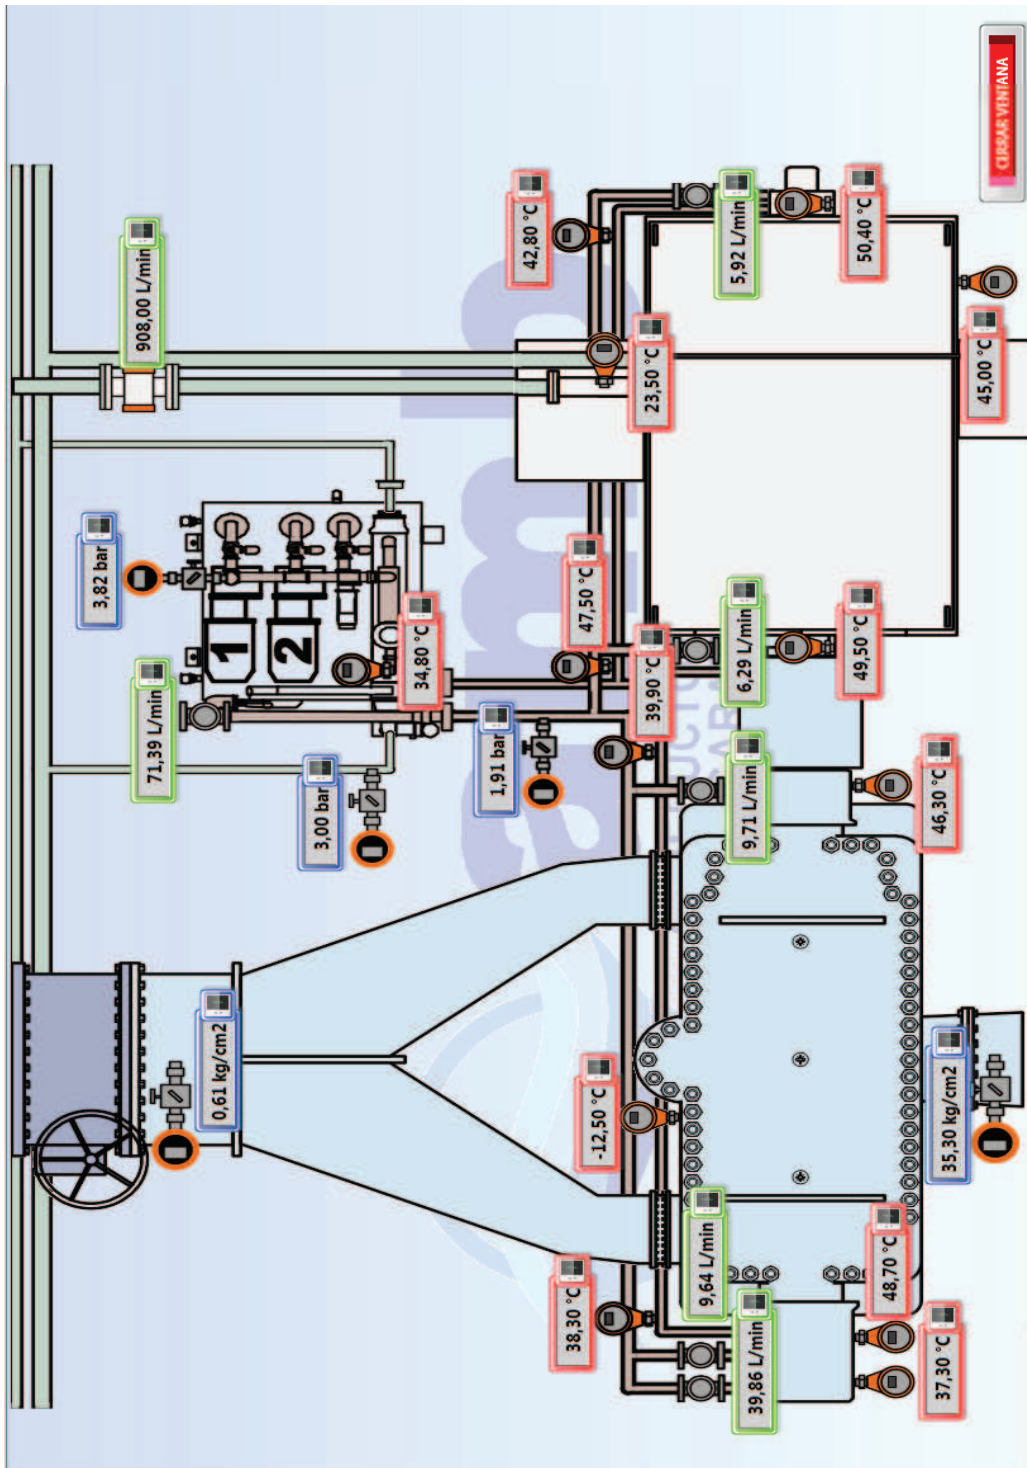 3,82 bar
908,00 L/min
71,39 L/min
0,61 kg/cm2
1
2
3,00 bar
34,80 °C
1,91 bar
42,80 °C
38,30 °C
47,50 °C
-12,50 °C
39,90 °C
23,50 °C
9,64 L/min
39,86 L/min
9,71 L/min
6,29 L/min
5,92 L/min
48,70 °C
49,50 °C
50,40 °C
37,30 °C
35,30 kg/cm2
46,30 °C
45,00 °C
CERRAR VENTANA